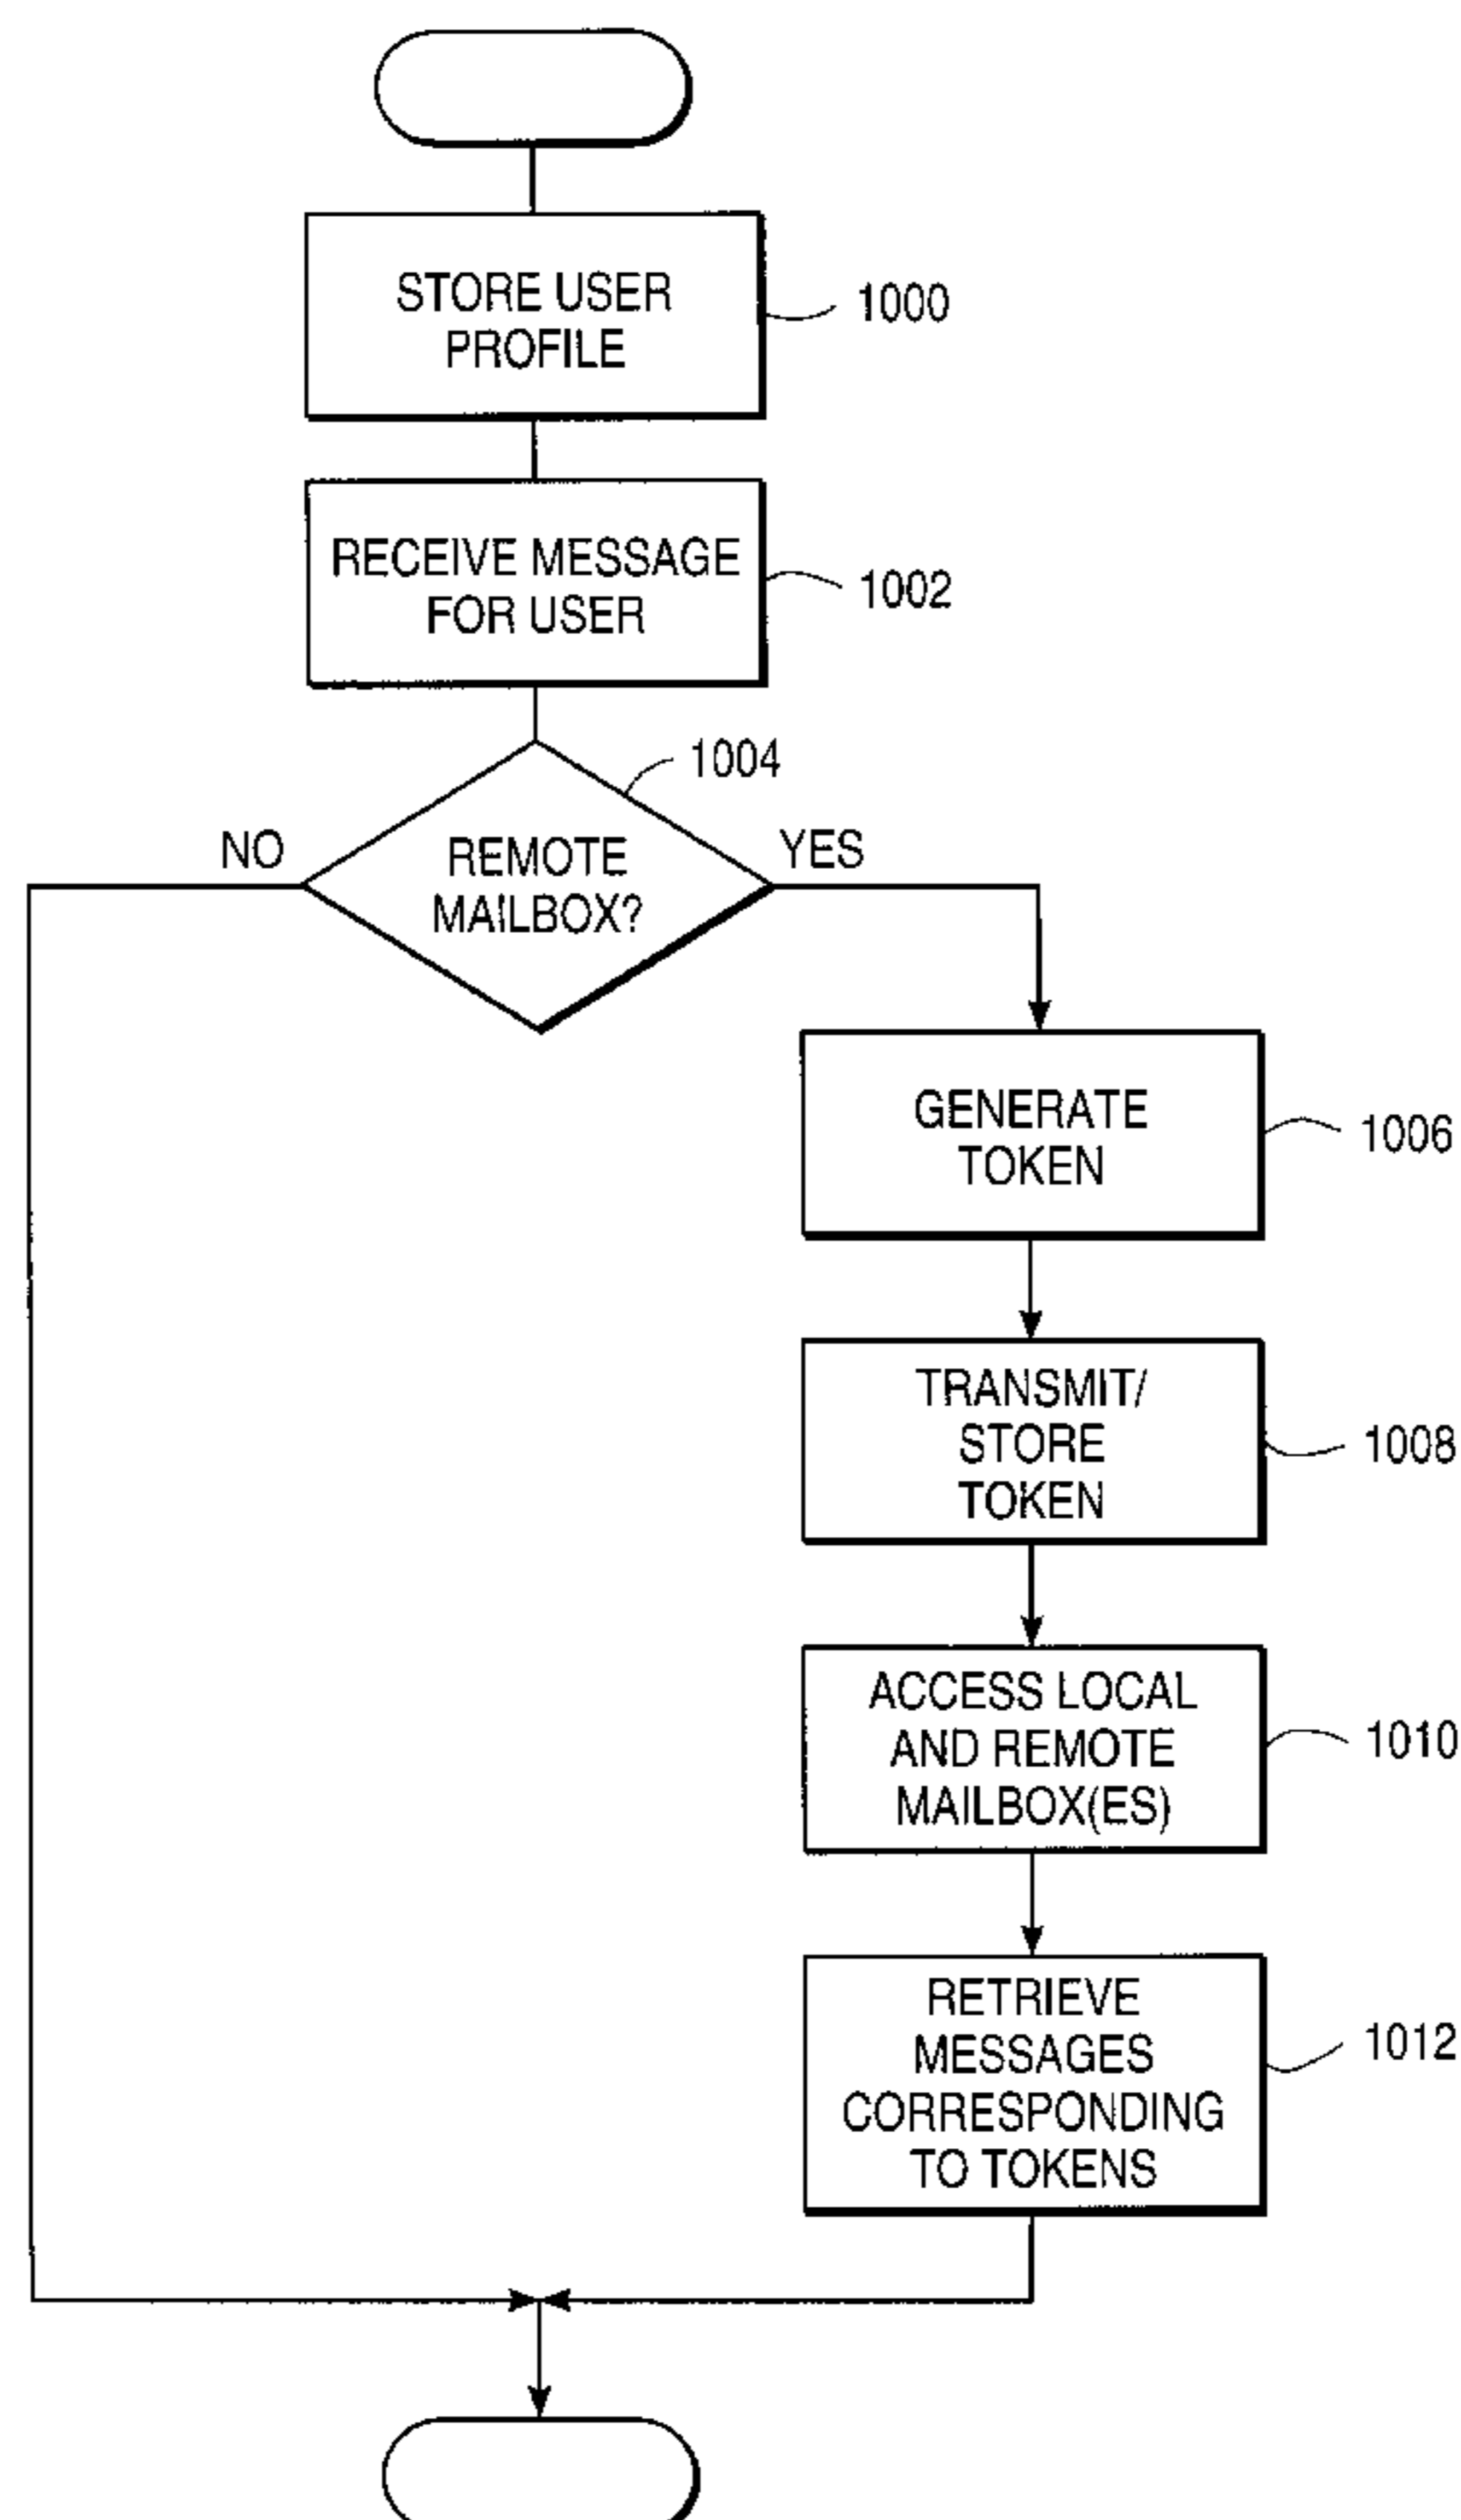 STORE USER
PROFILE
1000
RECEIVE MESSAGE
FOR USER
1002
1004
NO
REMOTE
MAILBOX?
YES
GENERATE
TOKEN
1006
TRANSMIT/
STORE
TOKEN
1008
ACCESS LOCAL
AND REMOTE
MAILBOX(ES)
1010
RETRIEVE
MESSAGES
CORRESPONDING
TO TOKENS
1012